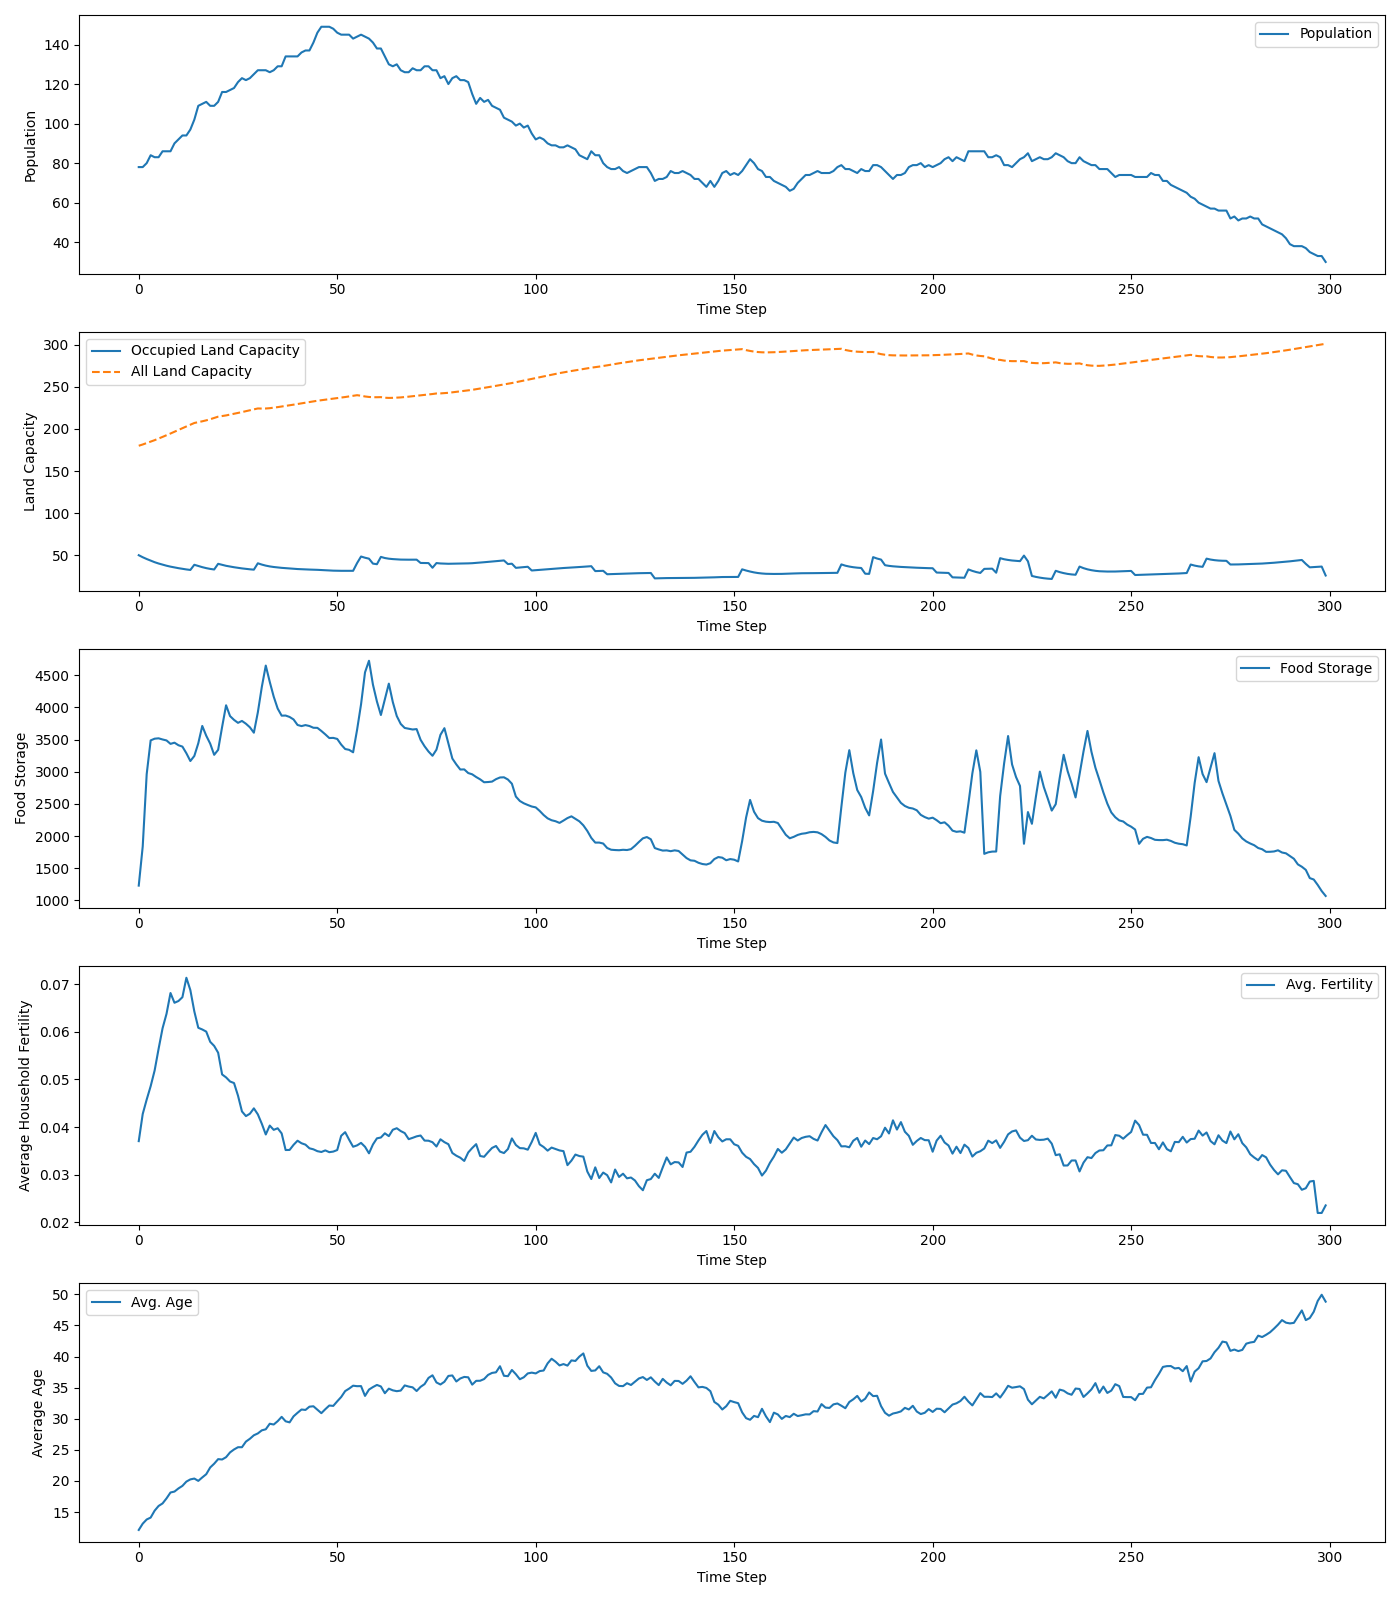 Population
140
120
100
80
60
40
Population
0 50 100 150 200 250 300
Time Step
Occupied Land Capacity
All Land Capacity
300
250
200
150
100
50
Land Capacity
0 50 100 150 200 250 300
Time Step
Food Storage
4500
4000
3500
3000
2500
2000
1500
1000
Food Storage
0 50 100 150 200 250 300
Time Step
Avg. Fertility
0.07
0.06
0.05
0.04
0.03
0.02
Average Household Fertility
0 50 100 150 200 250 300
Time Step
Avg. Age
50
45
40
35
30
25
20
15
Average Age
0 50 100 150 200 250 300
Time Step